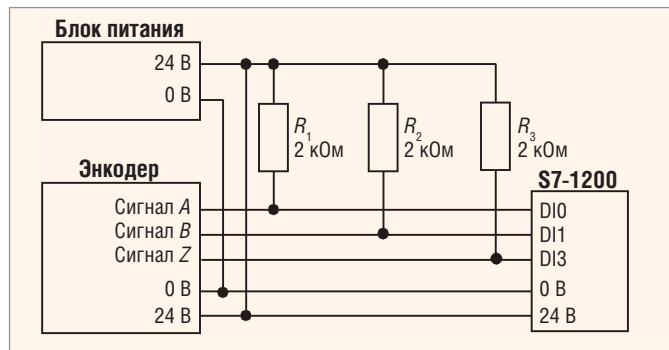 Блок питания
24 В
0 В
R1
2 кОм
R2
2 кОм
R3
2 кОм
Энкодер
Сигнал A
Сигнал B
Сигнал Z
0 В
24 В
S7-1200
DI0
DI1
DI3
0 В
24 В